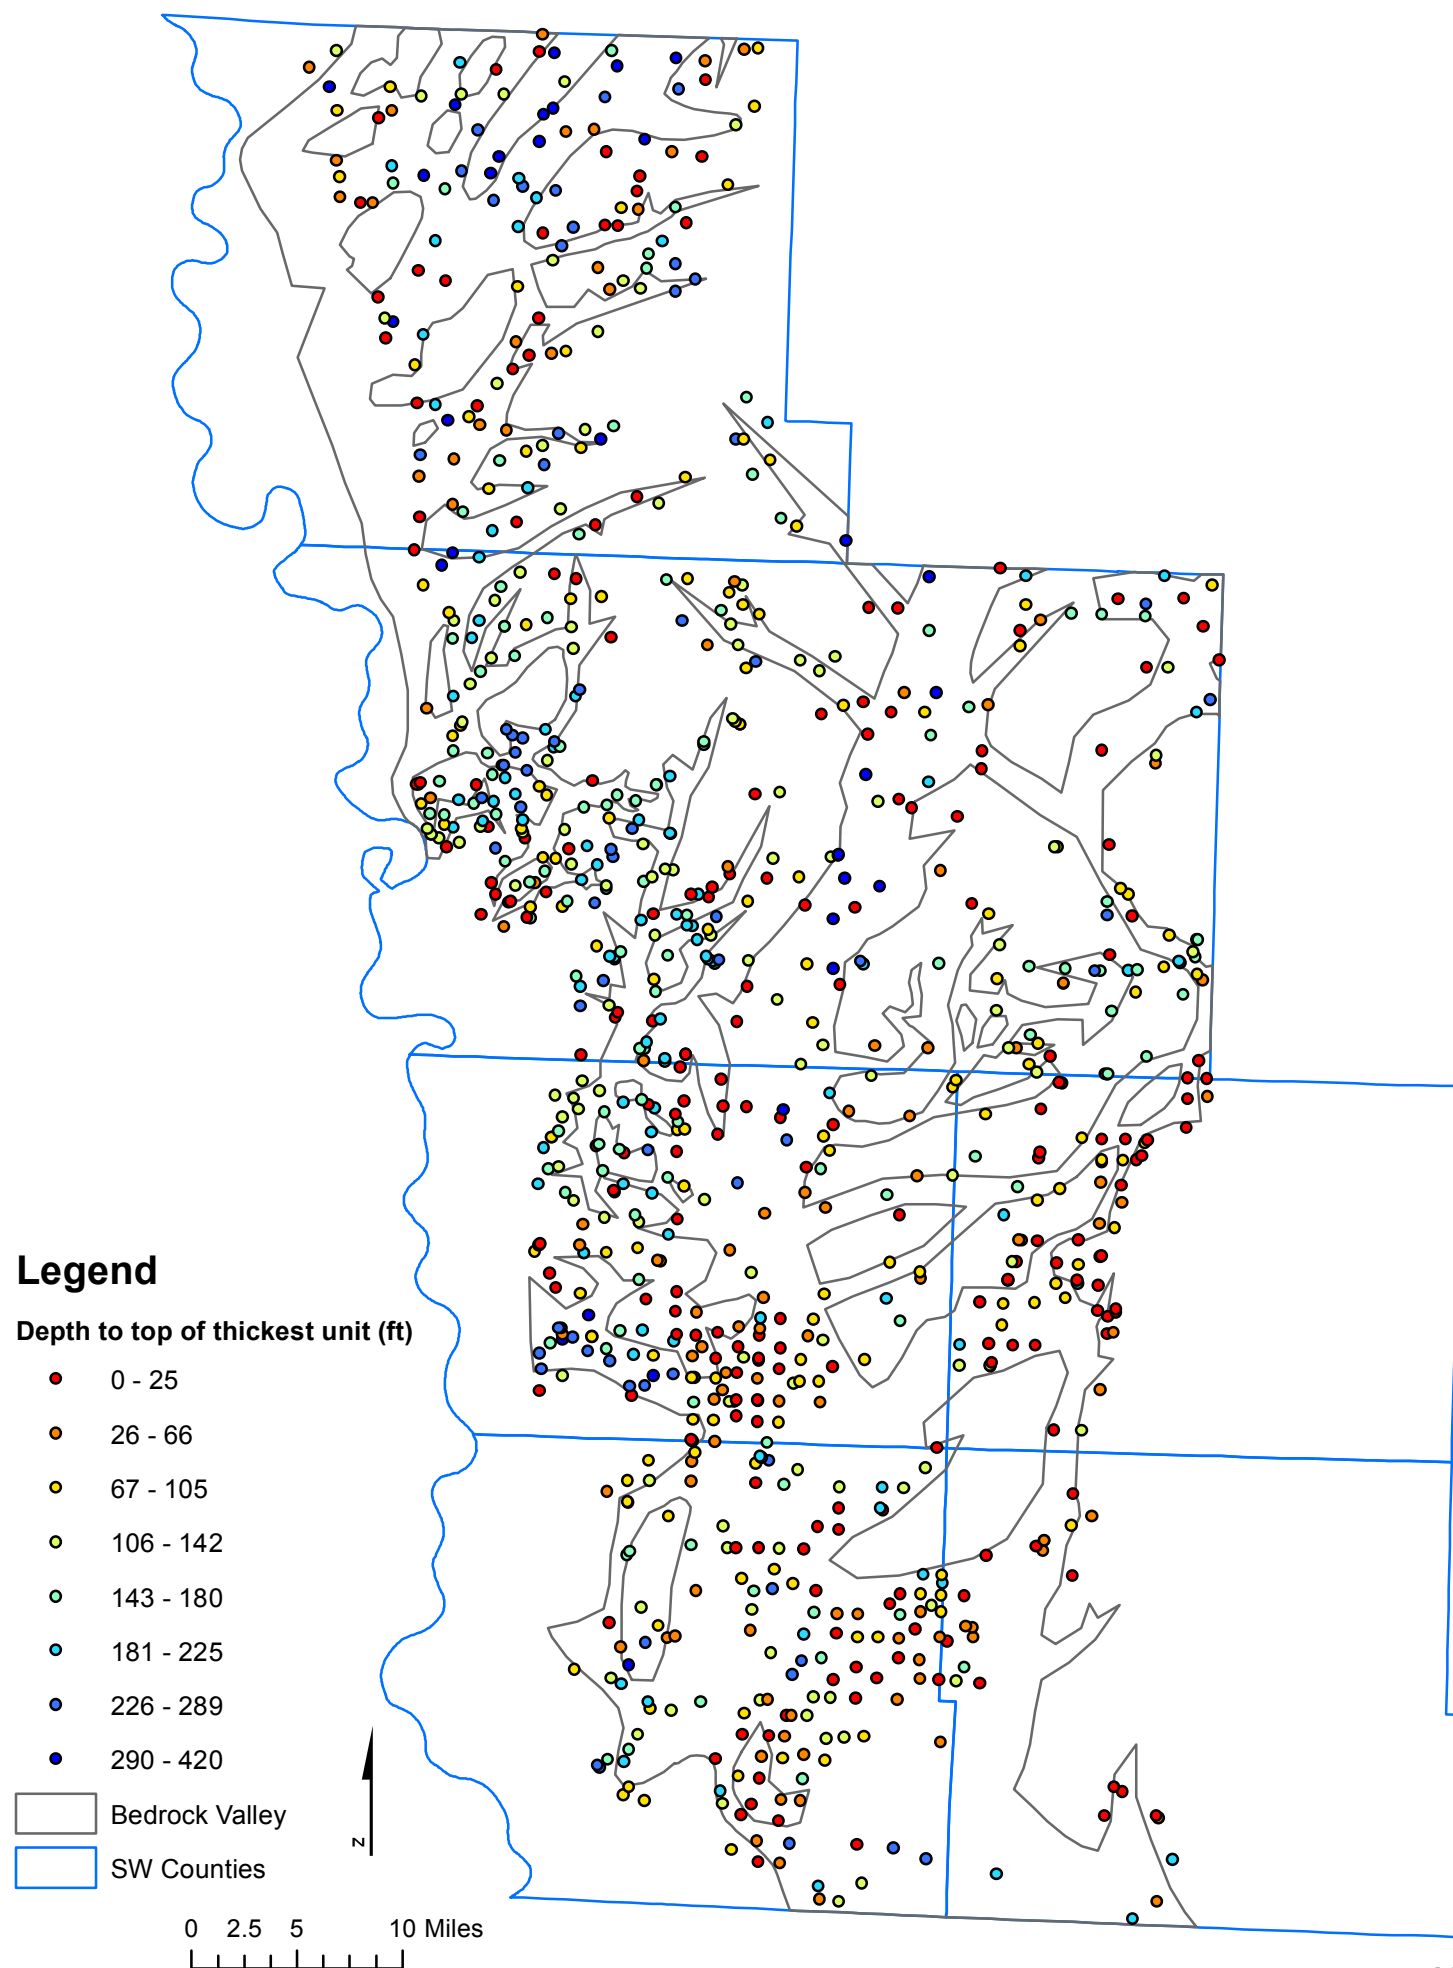 Legend
Depth to top of thickest unit (ft)
0 - 25
26 - 66
67 - 105
106 - 142
143 - 180
181 - 225
226 - 289
290 - 420
Bedrock Valley
SW Counties
N
0 2.5 5 10 Miles